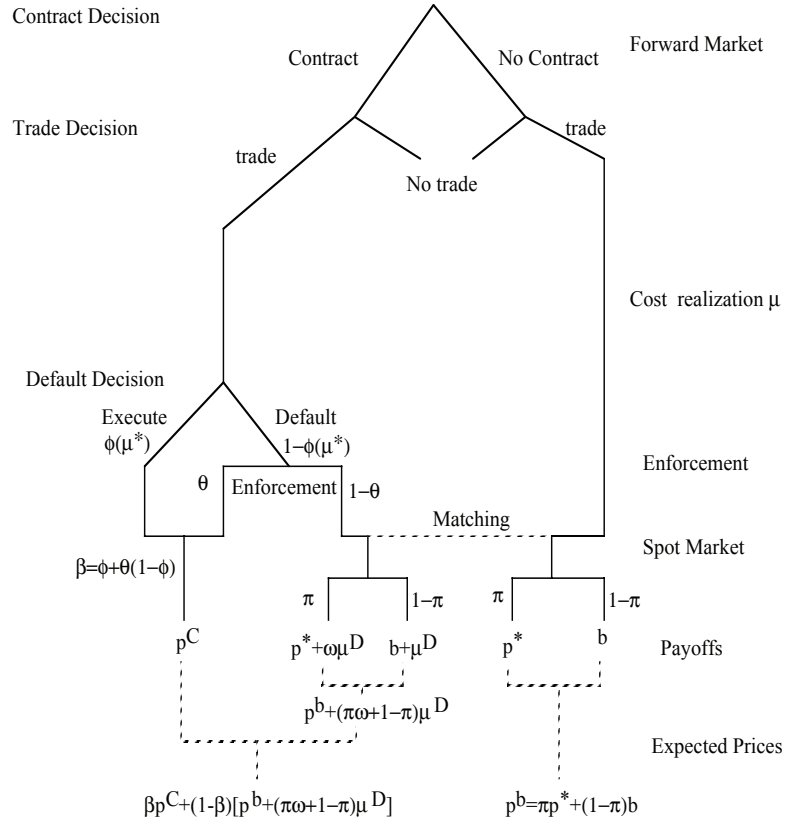 Contract Decision
Contract
No Contract
Forward Market
Trade Decision
trade
trade
No trade
Cost realization μ
Default Decision
Execute
ϕ(μ*)
Default
1−ϕ(μ*)
Enforcement
θ
Enforcement
1−θ
Matching
Spot Market
β=ϕ+θ(1−ϕ)
π
1−π
π
1−π
p^C
p*+ωμ^D
b+μ^D
p*
b
Payoffs
p^b+(πω+1−π)μ^D
Expected Prices
βp^C+(1-β)[p^b+(πω+1−π)μ^D]
p^b=πp*+(1−π)b